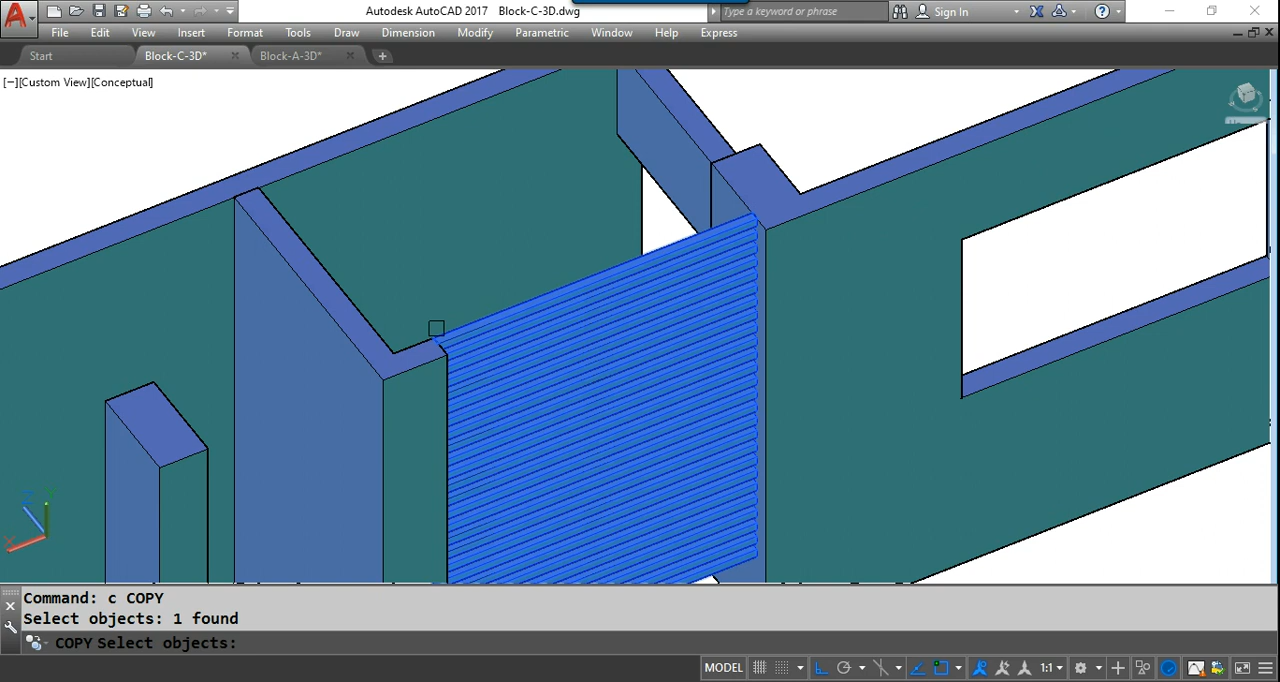 Autodesk AutoCAD 2017 Block-C-3D.dwg
Type a keyword or phrase
Sign In
File Edit View Insert Format Tools Draw Dimension Modify Parametric Window Help Express
Start Block-C-3D* Block-A-3D*
[−][Custom View][Conceptual]
Command: c COPY
Select objects: 1 found
COPY Select objects:
MODEL 1:1